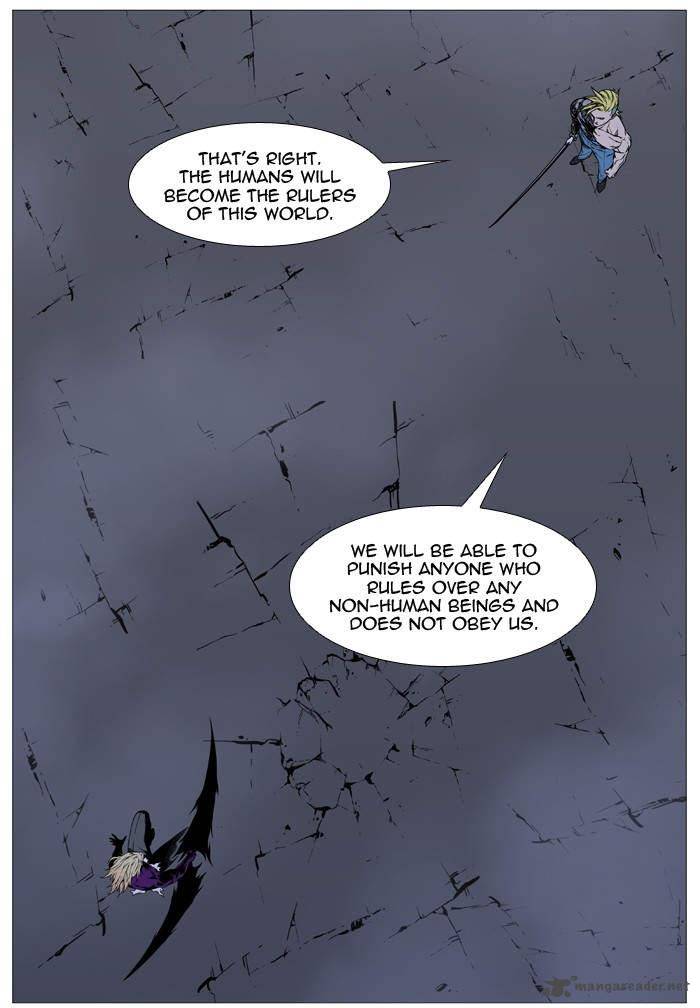 THAT'S RIGHT.
THE HUMANS WILL
BECOME THE RULERS
OF THIS WORLD.
WE WILL BE ABLE TO
PUNISH ANYONE WHO
RULES OVER ANY
NON-HUMAN BEINGS AND
DOES NOT OBEY US.
mangareader.net